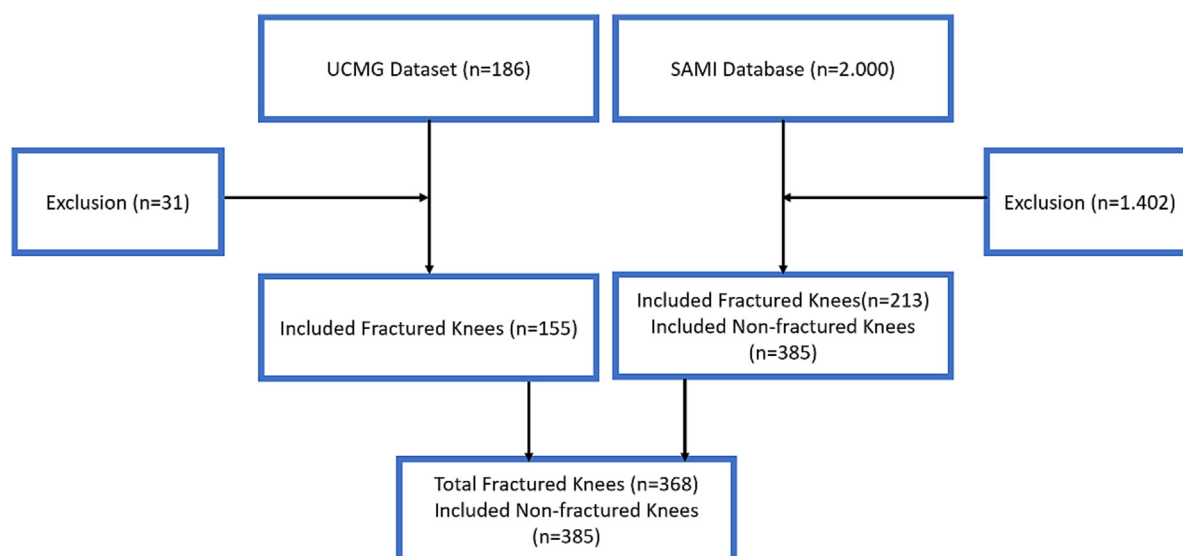 UCMG Dataset (n=186)
SAMI Database (n=2.000)
Exclusion (n=31)
Exclusion (n=1.402)
Included Fractured Knees (n=155)
Included Fractured Knees(n=213)
Included Non-fractured Knees
(n=385)
Total Fractured Knees (n=368)
Included Non-fractured Knees
(n=385)